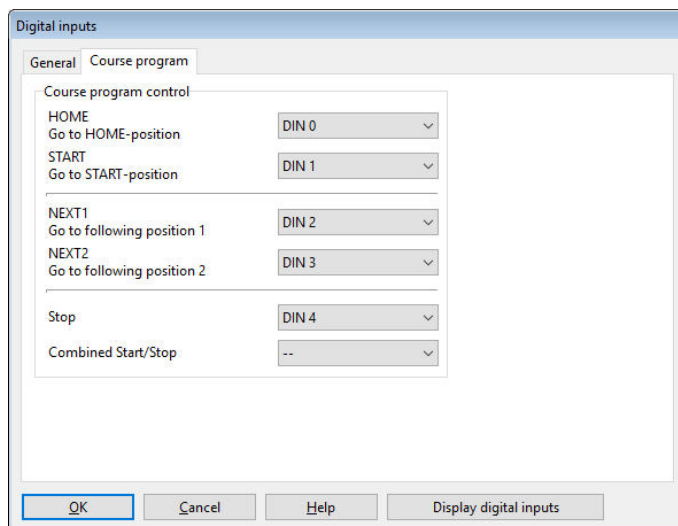 Digital inputs
General Course program
Course program control
HOME
Go to HOME-position
DIN 0
START
Go to START-position
DIN 1
NEXT1
Go to following position 1
DIN 2
NEXT2
Go to following position 2
DIN 3
Stop
DIN 4
Combined Start/Stop
--
OK Cancel Help Display digital inputs